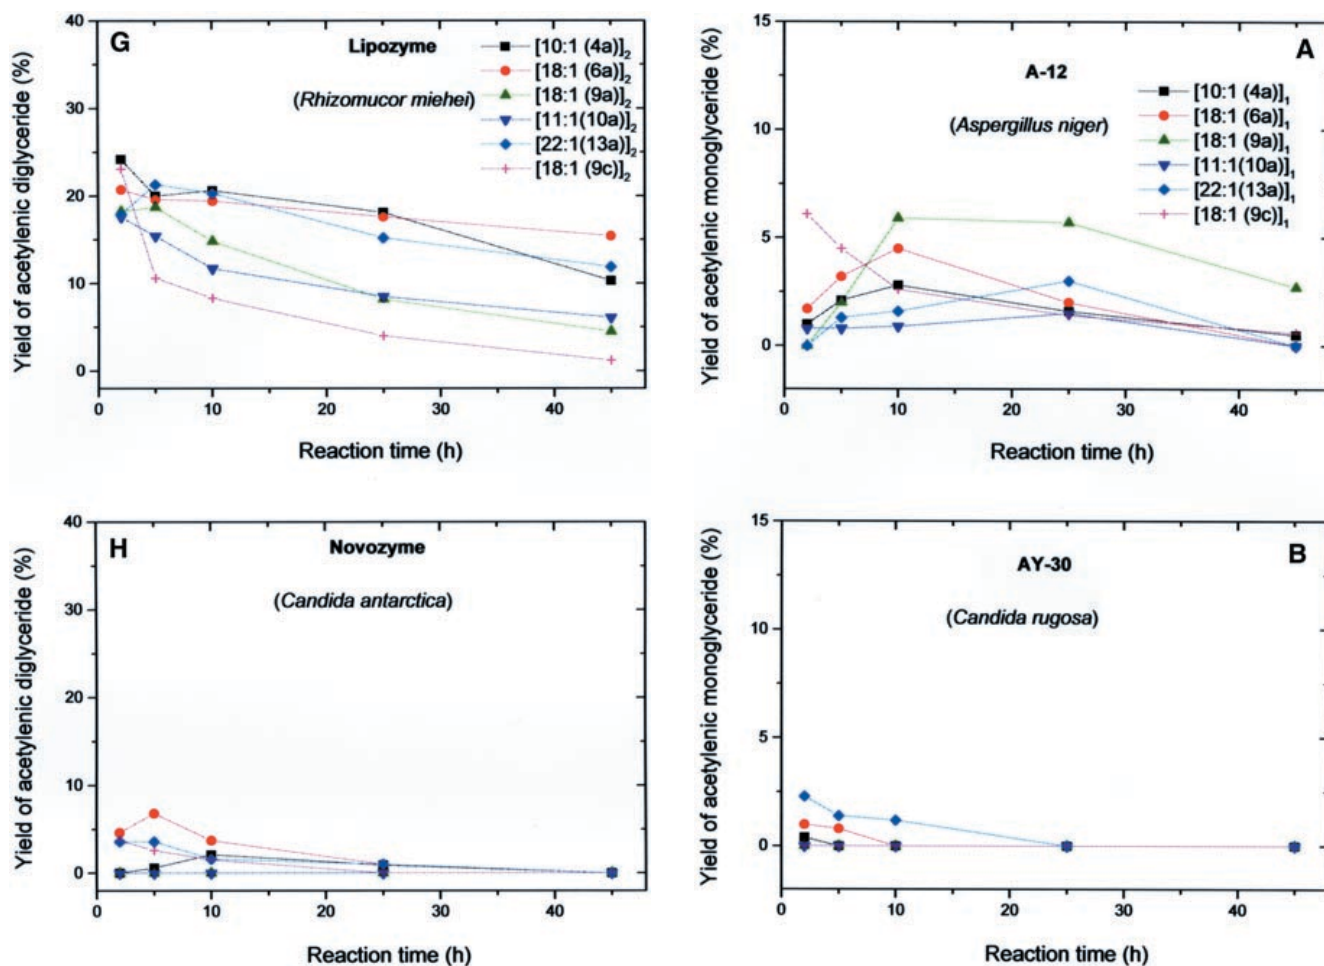 G
Lipozyme
(Rhizomucor miehei)
[10:1 (4a)]2
[18:1 (6a)]2
[18:1 (9a)]2
[11:1(10a)]2
[22:1(13a)]2
[18:1 (9c)]2
Yield of acetylenic diglyceride (%)
40
30
20
10
0
0 10 20 30 40
Reaction time (h)
A
A-12
(Aspergillus niger)
[10:1 (4a)]1
[18:1 (6a)]1
[18:1 (9a)]1
[11:1(10a)]1
[22:1(13a)]1
[18:1 (9c)]1
Yield of acetylenic monoglyceride (%)
15
10
5
0
0 10 20 30 40
Reaction time (h)
H
Novozyme
(Candida antarctica)
Yield of acetylenic diglyceride (%)
40
30
20
10
0
0 10 20 30 40
Reaction time (h)
B
AY-30
(Candida rugosa)
Yield of acetylenic monoglyceride (%)
15
10
5
0
0 10 20 30 40
Reaction time (h)